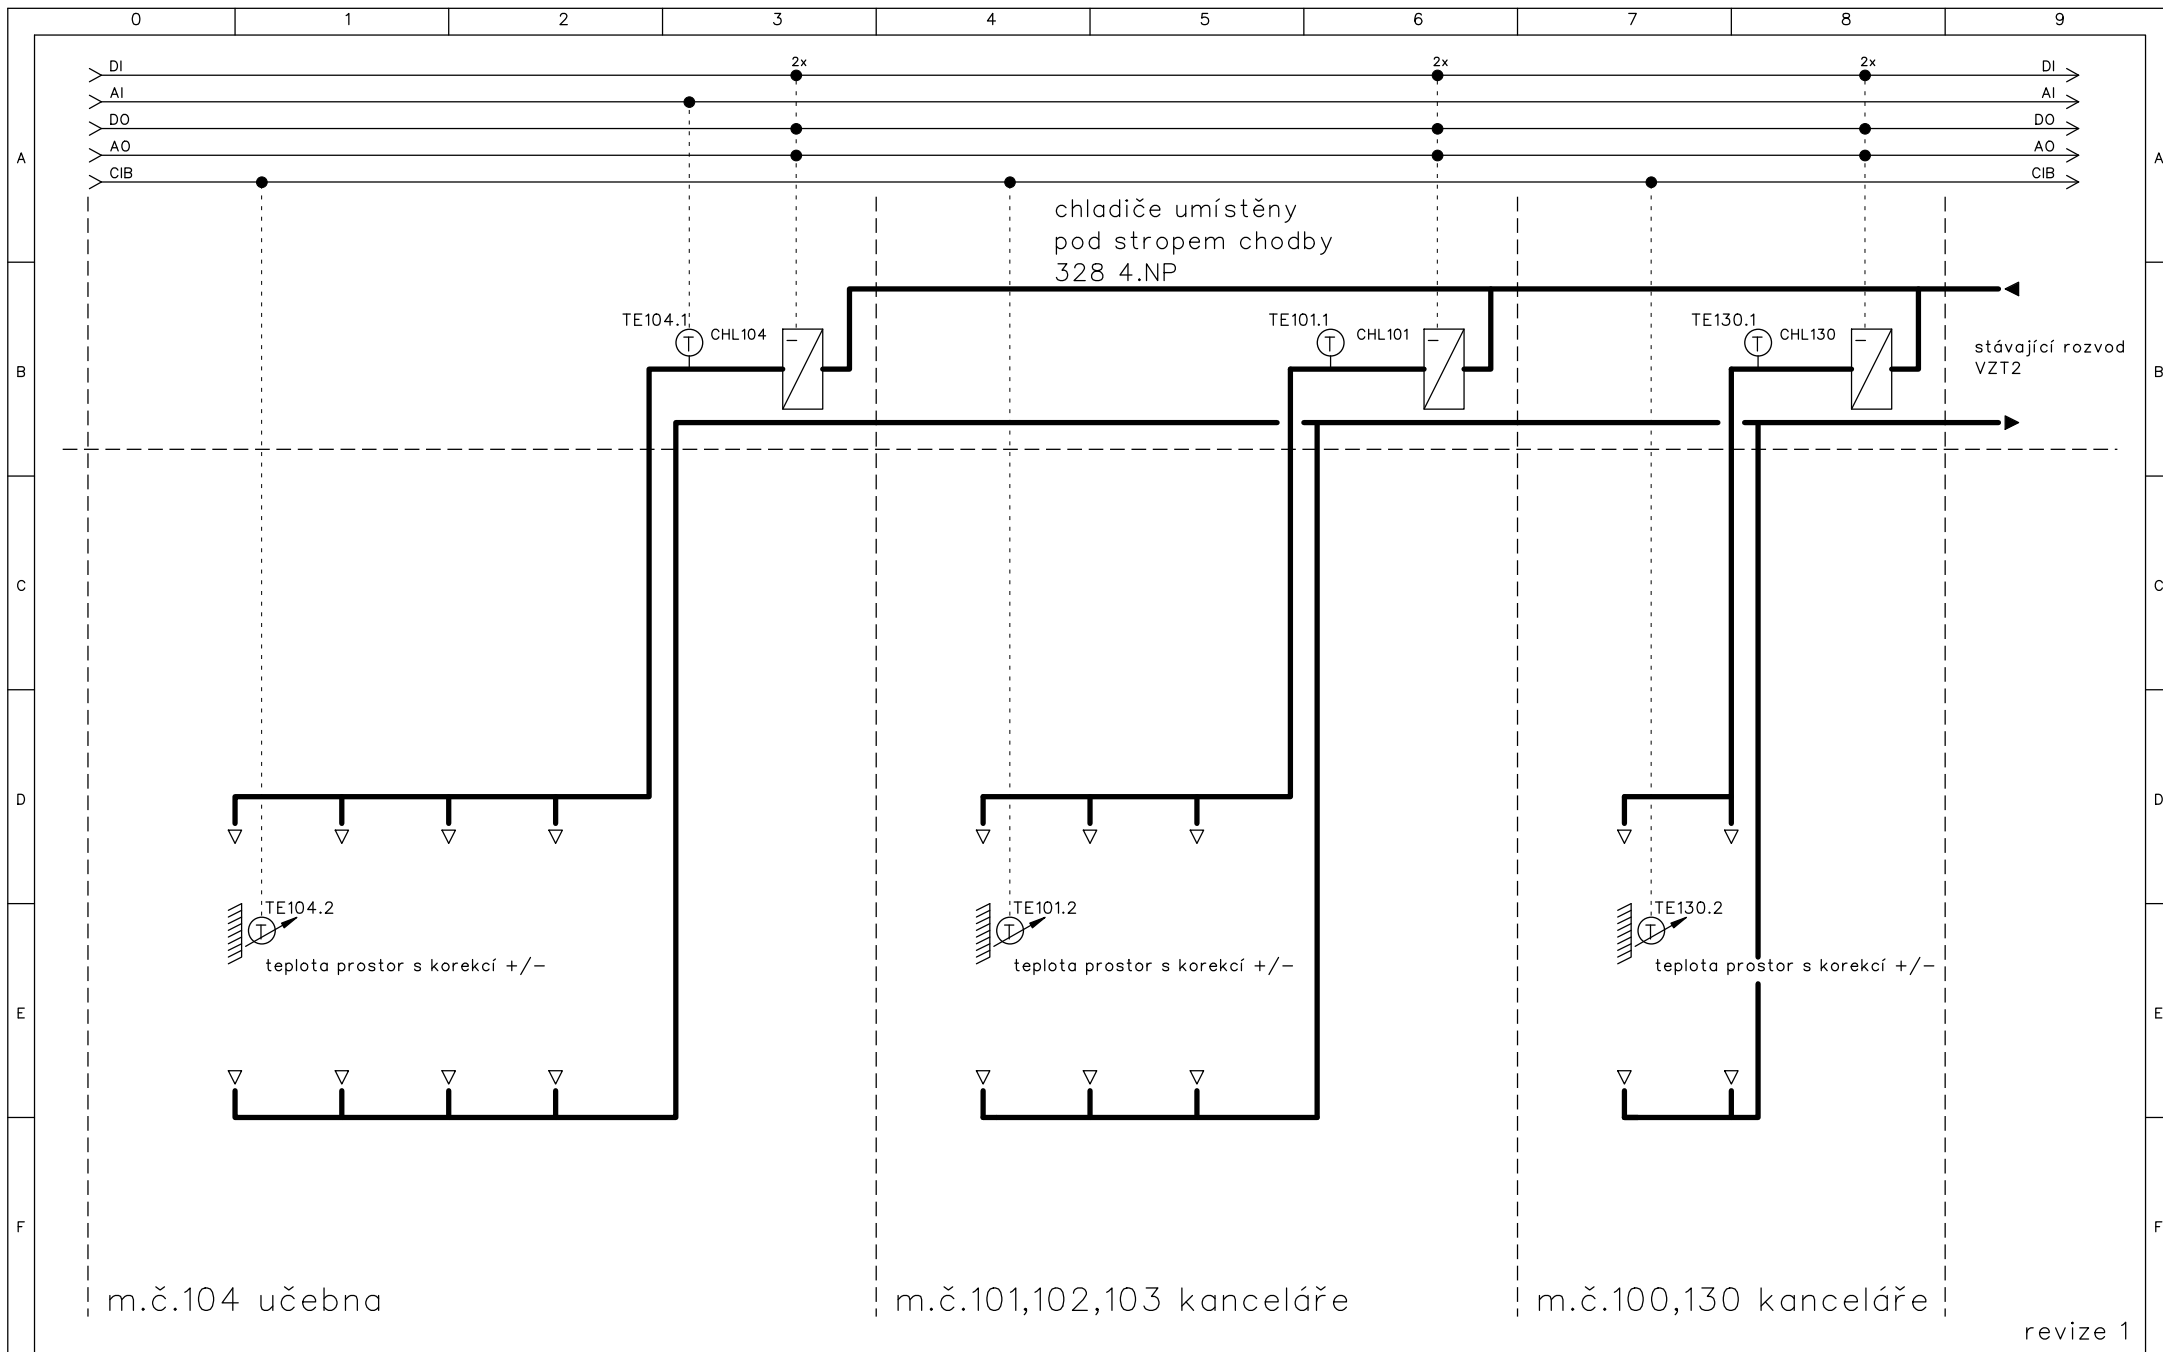 0 1 2 3 4 5 6 7 8 9
2x 2x 2x
DI DI
AI AI
DO DO
A AO AO A
CIB CIB
chladiče umístěny
pod stropem chodby
328 4.NP
TE104.1 CHL104 TE101.1 CHL101 TE130.1 CHL130
T T T
stávající rozvod
VZT2
B B
C C
D D
TE104.2 TE101.2 TE130.2
T T T
teplota prostor s korekcí +/− teplota prostor s korekcí +/− teplota prostor s korekcí +/−
E E
F F
m.č.104 učebna m.č.101,102,103 kanceláře m.č.100,130 kanceláře
revize 1